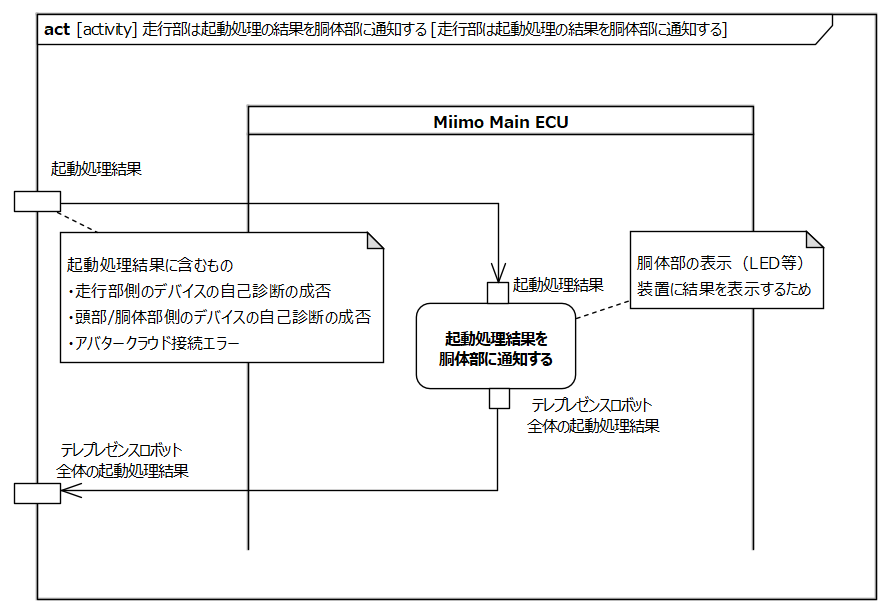 act [activity] 走行部は起動処理の結果を胴体部に通知する [走行部は起動処理の結果を胴体部に通知する]
Miimo Main ECU
起動処理結果
起動処理結果に含むもの
・走行部側のデバイスの自己診断の成否
・頭部/胴体部側のデバイスの自己診断の成否
・アバタークラウド接続エラー
胴体部の表示（LED等）
装置に結果を表示するため
起動処理結果
起動処理結果を
胴体部に通知する
テレプレゼンスロボット
全体の起動処理結果
テレプレゼンスロボット
全体の起動処理結果